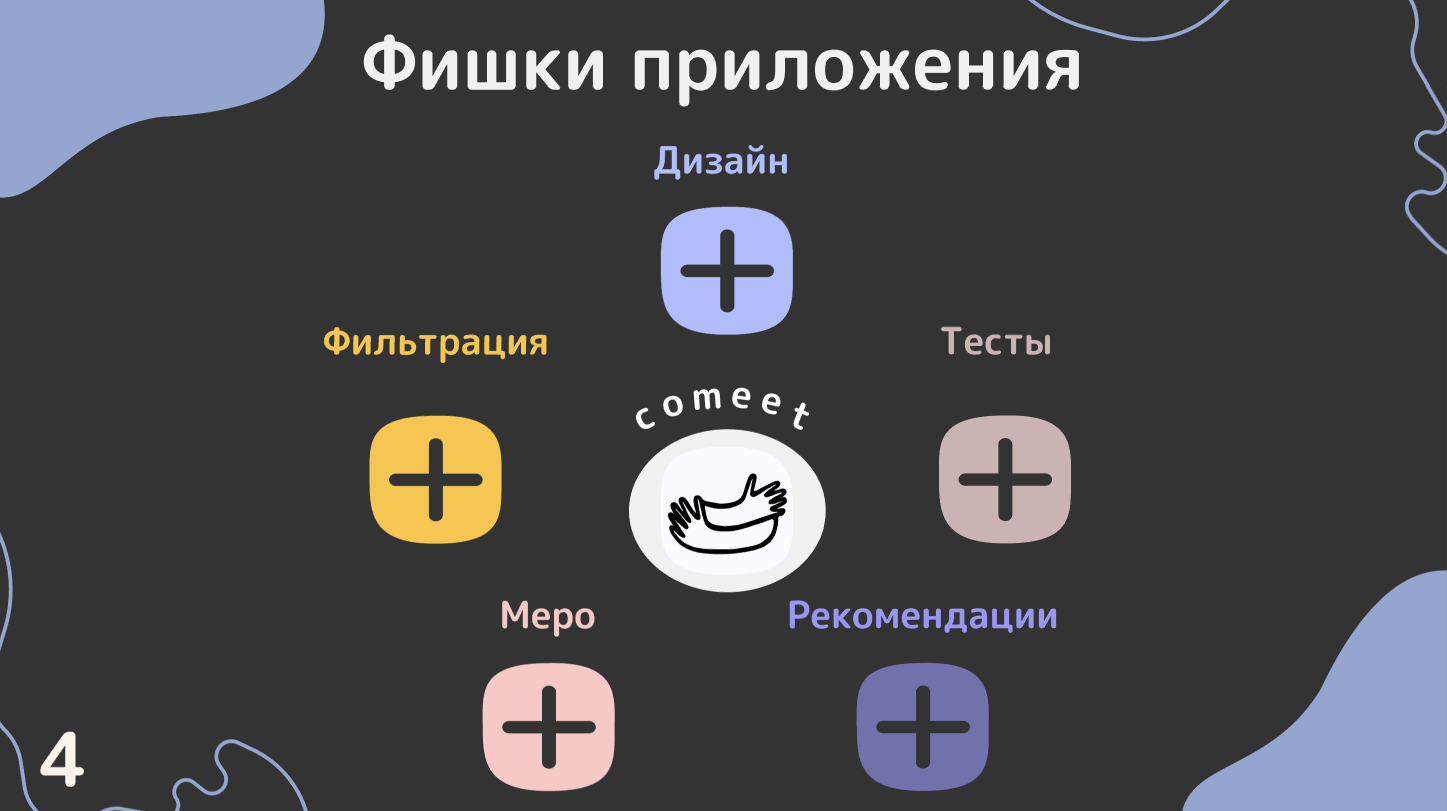 Фишки приложения
Дизайн
Фильтрация
Тесты
comeet
Меро
Рекомендации
4